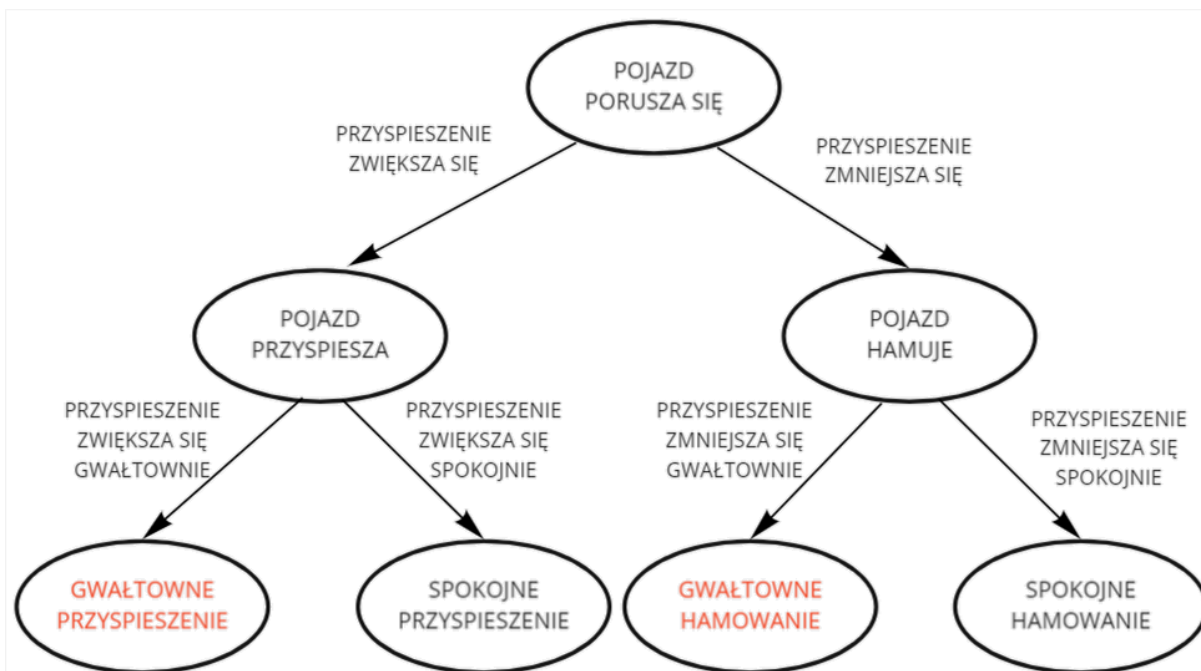 POJAZD
PORUSZA SIĘ
PRZYSPIESZENIE
ZWIĘKSZA SIĘ
PRZYSPIESZENIE
ZMNIEJSZA SIĘ
POJAZD
PRZYSPIESZA
POJAZD
HAMUJE
PRZYSPIESZENIE
ZWIĘKSZA SIĘ
GWAŁTOWNIE
PRZYSPIESZENIE
ZWIĘKSZA SIĘ
SPOKOJNIE
PRZYSPIESZENIE
ZMNIEJSZA SIĘ
GWAŁTOWNIE
PRZYSPIESZENIE
ZMNIEJSZA SIĘ
SPOKOJNIE
GWAŁTOWNE
PRZYSPIESZENIE
SPOKOJNE
PRZYSPIESZENIE
GWAŁTOWNE
HAMOWANIE
SPOKOJNE
HAMOWANIE